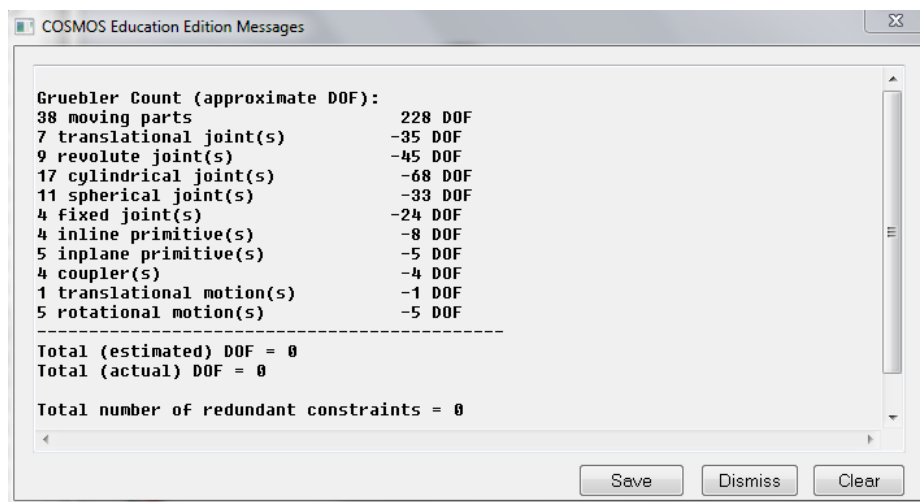 COSMOS Education Edition Messages
Gruebler Count (approximate DOF):
38 moving parts 228 DOF
7 translational joint(s) -35 DOF
9 revolute joint(s) -45 DOF
17 cylindrical joint(s) -68 DOF
11 spherical joint(s) -33 DOF
4 fixed joint(s) -24 DOF
4 inline primitive(s) -8 DOF
5 inplane primitive(s) -5 DOF
4 coupler(s) -4 DOF
1 translational motion(s) -1 DOF
5 rotational motion(s) -5 DOF
-----------------------------------------------
Total (estimated) DOF = 0
Total (actual) DOF = 0
Total number of redundant constraints = 0
Save Dismiss Clear